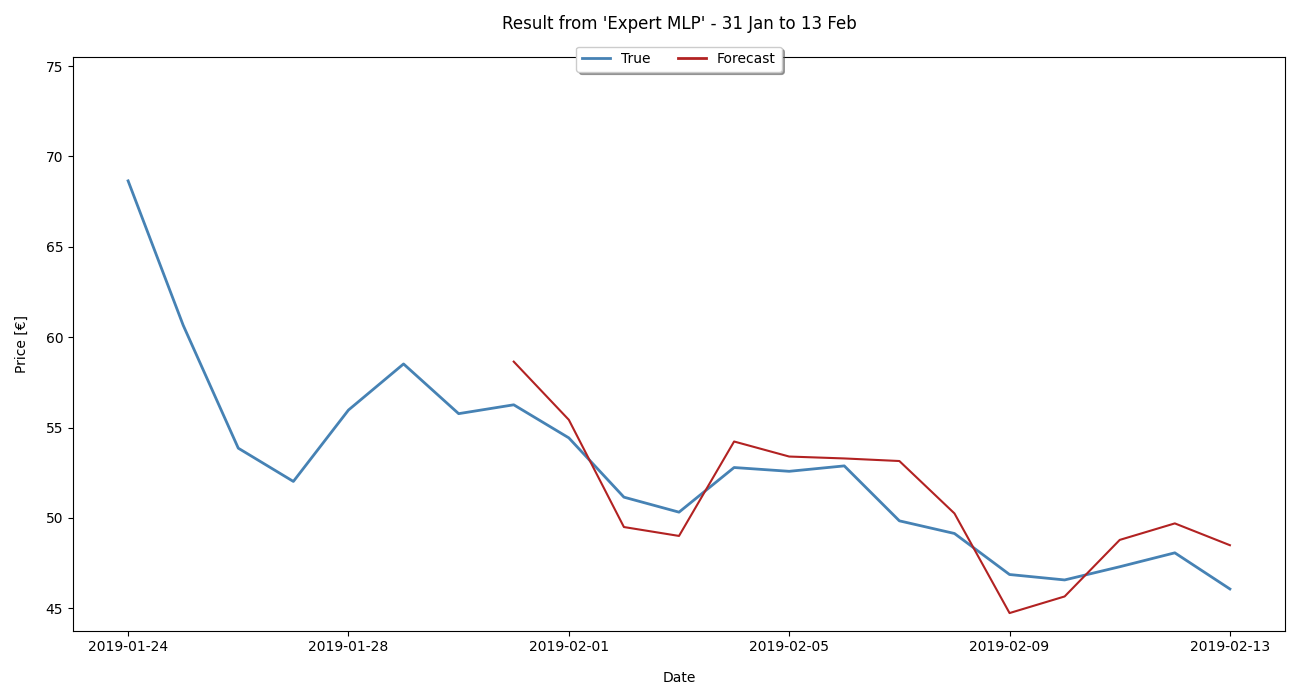 Result from 'Expert MLP' - 31 Jan to 13 Feb
True Forecast
75
70
65
60
55
50
45
Price [€]
2019-01-24 2019-01-28 2019-02-01 2019-02-05 2019-02-09 2019-02-13
Date